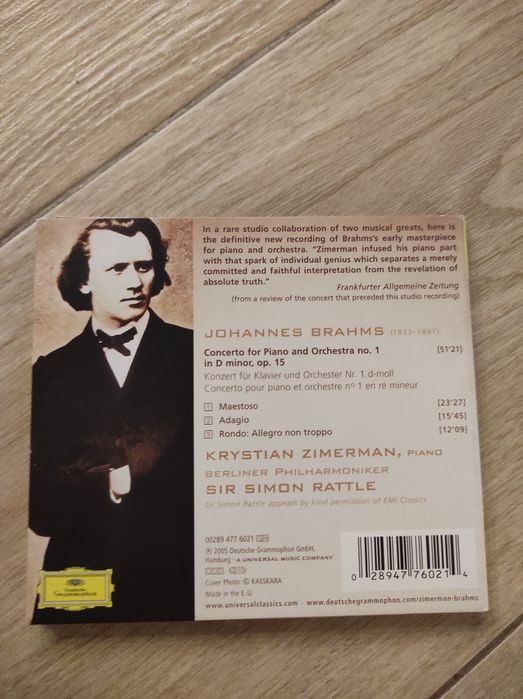 In a rare studio collaboration of two musical greats, here is
the definitive new recording of Brahms's early masterpiece
for piano and orchestra. "Zimerman infused his piano part
with that spark of individual genius which separates a merely
committed and faithful interpretation from the revelation of
absolute truth."
Frankfurter Allgemeine Zeitung
(from a review of the concert that preceded this studio recording)
JOHANNES BRAHMS (1833–1897)
Concerto for Piano and Orchestra no. 1 [51'21]
in D minor, op. 15
Konzert für Klavier und Orchester Nr. 1 d-moll
Concerto pour piano et orchestre nº 1 en ré mineur
1 Maestoso [23'27]
2 Adagio [15'45]
3 Rondo: Allegro non troppo [12'09]
KRYSTIAN ZIMERMAN, PIANO
BERLINER PHILHARMONIKER
SIR SIMON RATTLE
Sir Simon Rattle appears by kind permission of EMI Classics
00289 477 6021 GH
℗ 2005 Deutsche Grammophon GmbH,
Hamburg · A UNIVERSAL MUSIC COMPANY
DDD
Cover Photo: © KASSKARA
Made in the E.U.
www.universalclassics.com · www.deutschegrammophon.com/zimerman-brahms
0 28947 76021 4
Deutsche
Grammophon